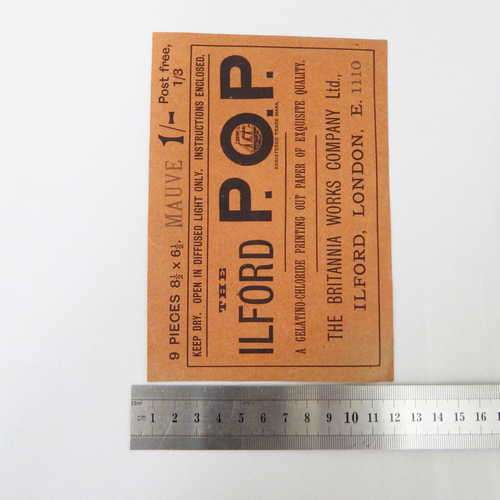 9 PIECES 8½ × 6½. MAUVE 1/- Post free, 1/3
KEEP DRY. OPEN IN DIFFUSED LIGHT ONLY. INSTRUCTIONS ENCLOSED.
THE
ILFORD P.O.P.
REGISTERED TRADE MARK.
A GELATINO-CHLORIDE PRINTING OUT PAPER OF EXQUISITE QUALITY.
THE BRITANNIA WORKS COMPANY Ltd.,
ILFORD, LONDON, E. 1110
cm 1 2 3 4 5 6 7 8 9 10 11 12 13 14 15 16